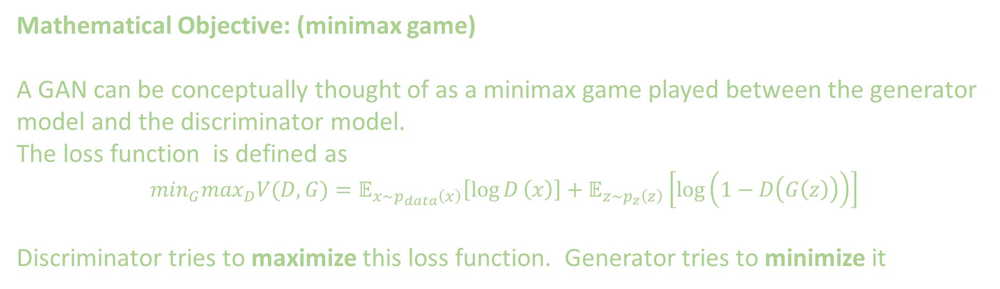 Mathematical Objective: (minimax game)
A GAN can be conceptually thought of as a minimax game played between the generator
model and the discriminator model.
The loss function  is defined as
min_G max_D V(D, G) = 𝔼_{x~p_data(x)}[log D (x)] + 𝔼_{z~p_z(z)} [log (1 − D(G(z)))]
Discriminator tries to maximize this loss function.  Generator tries to minimize it